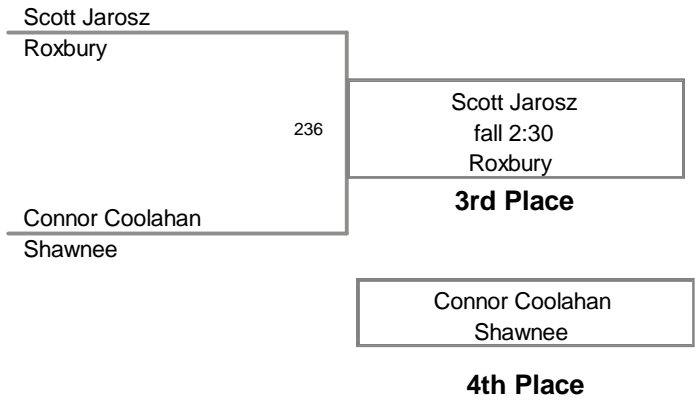 Scott Jarosz
Roxbury
236
Scott Jarosz
fall 2:30
Roxbury
3rd Place
Connor Coolahan
Shawnee
Connor Coolahan
Shawnee
4th Place